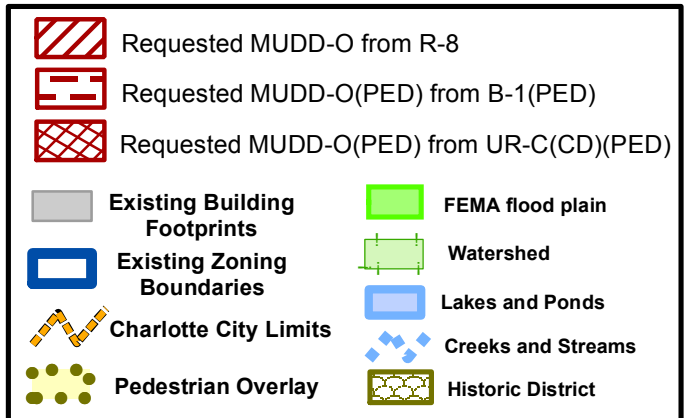 Requested MUDD-O from R-8
Requested MUDD-O(PED) from B-1(PED)
Requested MUDD-O(PED) from UR-C(CD)(PED)
Existing Building
Footprints
Existing Zoning
Boundaries
Charlotte City Limits
Pedestrian Overlay
FEMA flood plain
Watershed
Lakes and Ponds
Creeks and Streams
Historic District